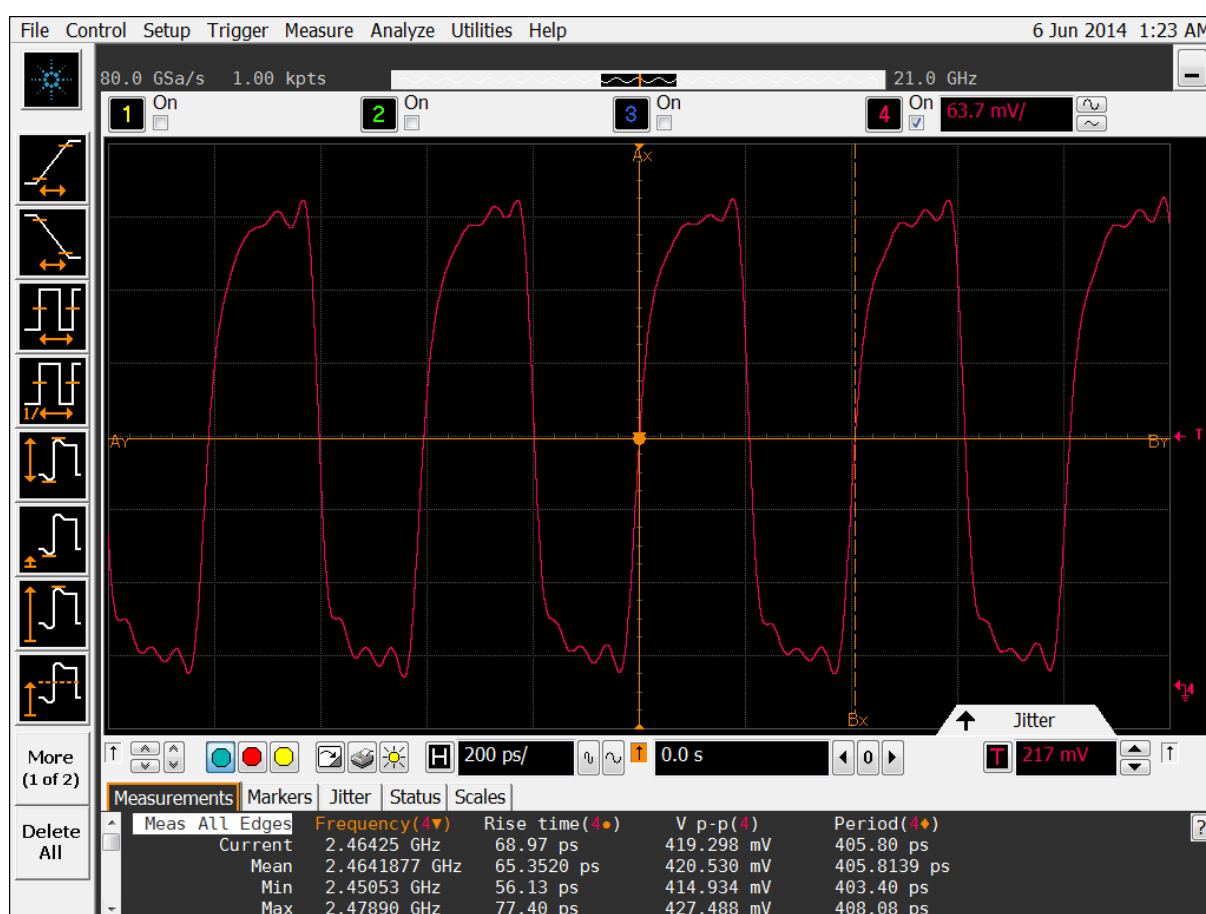 File Control Setup Trigger Measure Analyze Utilities Help 6 Jun 2014 1:23 AM
80.0 GSa/s 1.00 kpts 21.0 GHz
1 On 2 On 3 On 4 On 63.7 mV/
Ax
AY BY T
1/
4
Bx
Jitter
More
(1 of 2)
H 200 ps/ 0.0 s 0 T 217 mV
Measurements Markers Jitter Status Scales
Delete
All
Meas All Edges Frequency(4▼) Rise time(4●) V p-p(4) Period(4♦) ?
Current 2.46425 GHz 68.97 ps 419.298 mV 405.80 ps
Mean 2.4641877 GHz 65.3520 ps 420.530 mV 405.8139 ps
Min 2.45053 GHz 56.13 ps 414.934 mV 403.40 ps
Max 2.47890 GHz 77.40 ps 427.488 mV 408.08 ps